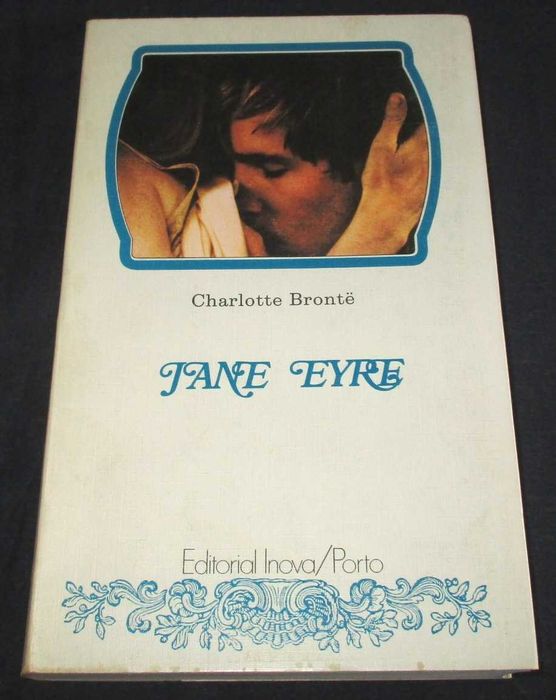 Charlotte Brontë
JANE EYRE
Editorial Inova/Porto